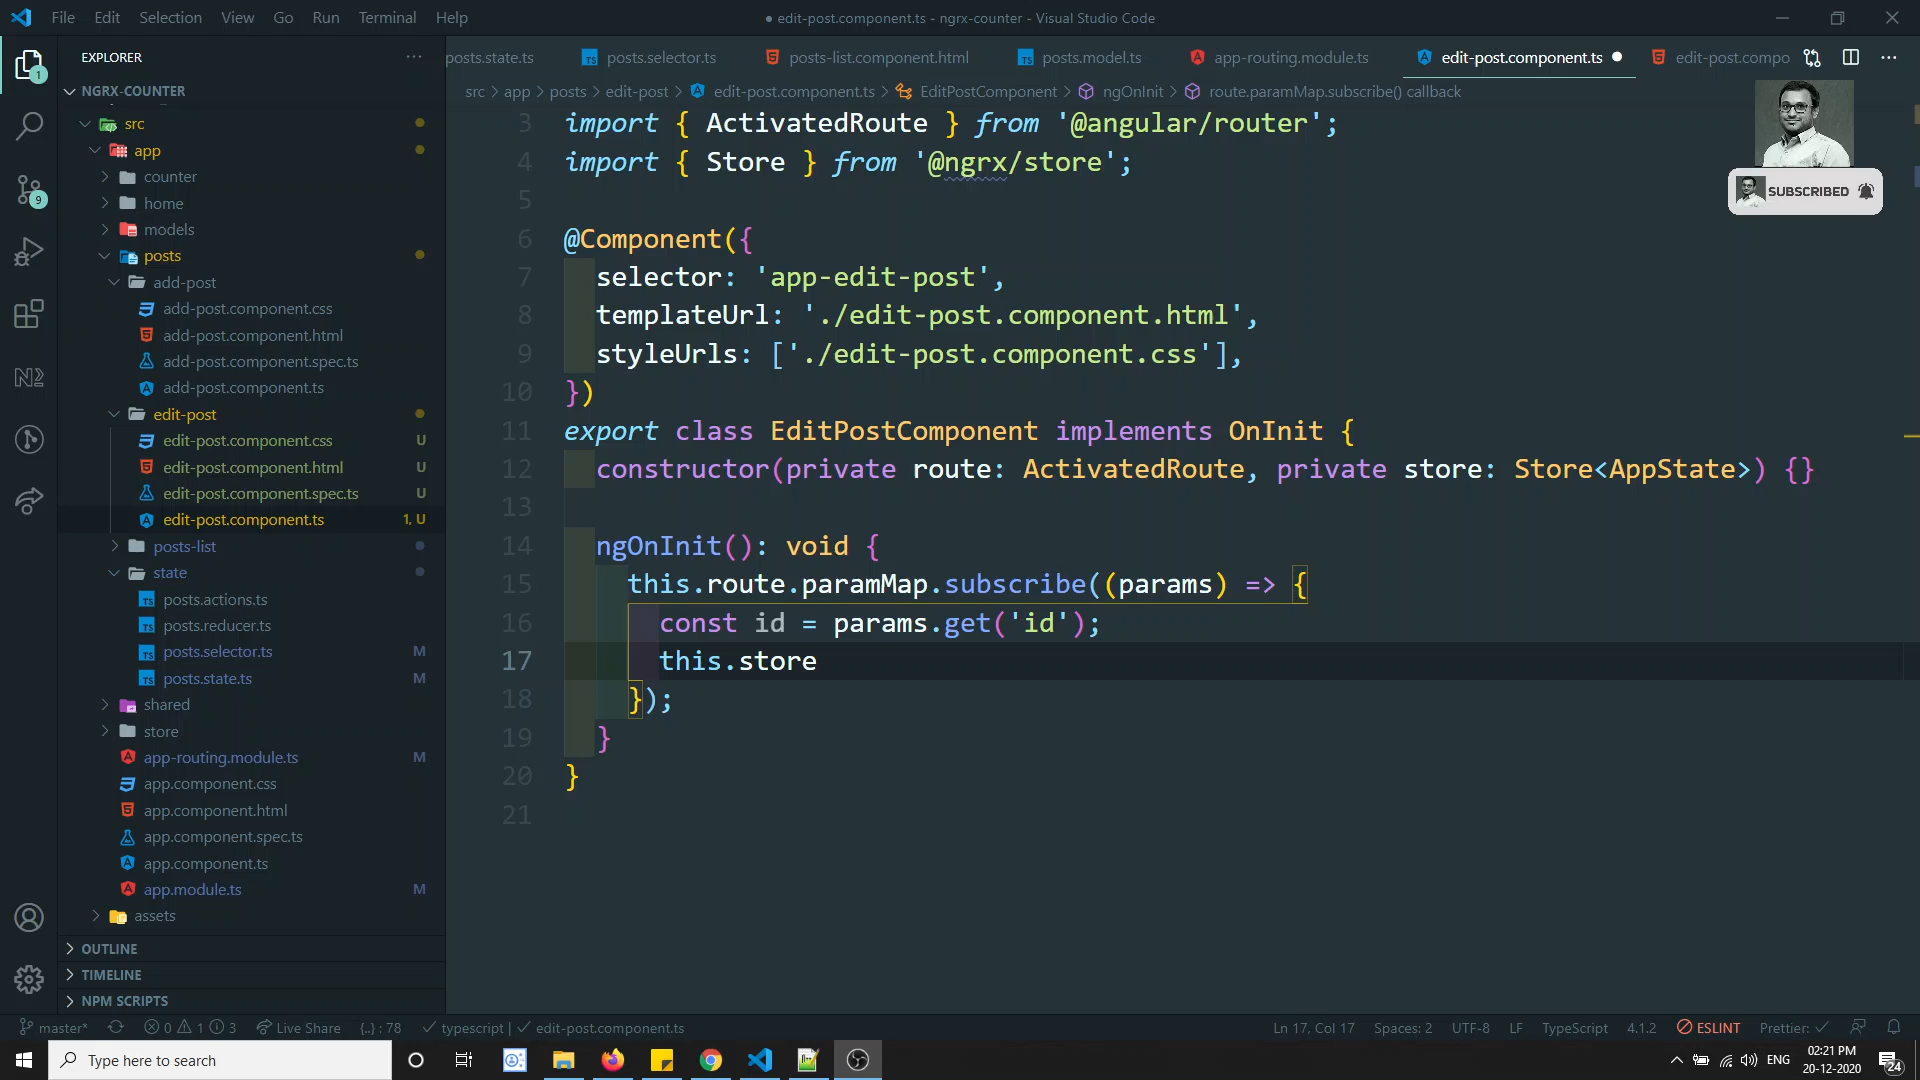 File Edit Selection View Go Run Terminal Help
● edit-post.component.ts - ngrx-counter - Visual Studio Code
EXPLORER
posts.state.ts posts.selector.ts posts-list.component.html posts.model.ts app-routing.module.ts edit-post.component.ts edit-post.compo
NGRX-COUNTER
src > app > posts > edit-post > edit-post.component.ts > EditPostComponent > ngOnInit > route.paramMap.subscribe() callback
src
app
counter
home
models
posts
add-post
add-post.component.css
add-post.component.html
add-post.component.spec.ts
add-post.component.ts
edit-post
edit-post.component.css U
edit-post.component.html U
edit-post.component.spec.ts U
edit-post.component.ts 1, U
posts-list
state
posts.actions.ts
posts.reducer.ts
posts.selector.ts M
posts.state.ts M
shared
store
app-routing.module.ts M
app.component.css
app.component.html
app.component.spec.ts
app.component.ts
app.module.ts M
assets
OUTLINE
TIMELINE
NPM SCRIPTS
1
9
3 import { ActivatedRoute } from '@angular/router';
4 import { Store } from '@ngrx/store';
5
6 @Component({
7 selector: 'app-edit-post',
8 templateUrl: './edit-post.component.html',
9 styleUrls: ['./edit-post.component.css'],
10 })
11 export class EditPostComponent implements OnInit {
12 constructor(private route: ActivatedRoute, private store: Store<AppState>) {}
13
14 ngOnInit(): void {
15 this.route.paramMap.subscribe((params) => {
16 const id = params.get('id');
17 this.store
18 });
19 }
20 }
21
SUBSCRIBED
master* 0 1 3 Live Share {..} : 78 typescript | edit-post.component.ts
Ln 17, Col 17 Spaces: 2 UTF-8 LF TypeScript 4.1.2 ESLINT Prettier:
Type here to search
ENG
02:21 PM
20-12-2020
24